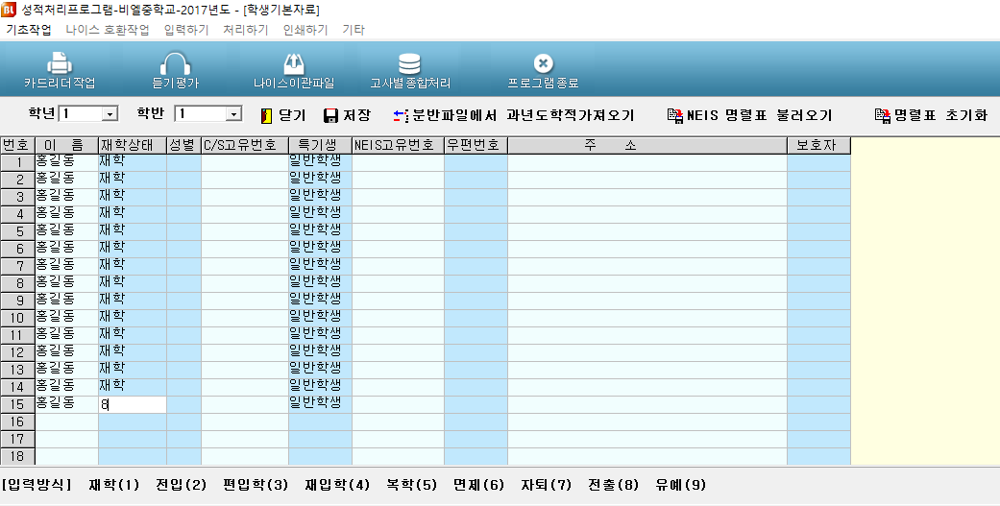 BL 성적처리프로그램-비엘중학교-2017년도 - [학생기본자료]
기초작업 나이스 호환작업 입력하기 처리하기 인쇄하기 기타
카드리더작업 듣기평가 나이스이관파일 고사별종합처리 프로그램종료
학년 1 학반 1 닫기 저장 분반파일에서 과년도학적가져오기 NEIS 명렬표 불러오기 명렬표 초기화
번호 이 름 재학상태 성별 C/S고유번호 특기생 NEIS고유번호 우편번호 주 소 보호자
1 홍길동 재학 일반학생
2 홍길동 재학 일반학생
3 홍길동 재학 일반학생
4 홍길동 재학 일반학생
5 홍길동 재학 일반학생
6 홍길동 재학 일반학생
7 홍길동 재학 일반학생
8 홍길동 재학 일반학생
9 홍길동 재학 일반학생
10 홍길동 재학 일반학생
11 홍길동 재학 일반학생
12 홍길동 재학 일반학생
13 홍길동 재학 일반학생
14 홍길동 재학 일반학생
15 홍길동 8 일반학생
16
17
18
[입력방식] 재학(1) 전입(2) 편입학(3) 재입학(4) 복학(5) 면제(6) 자퇴(7) 전출(8) 유예(9)